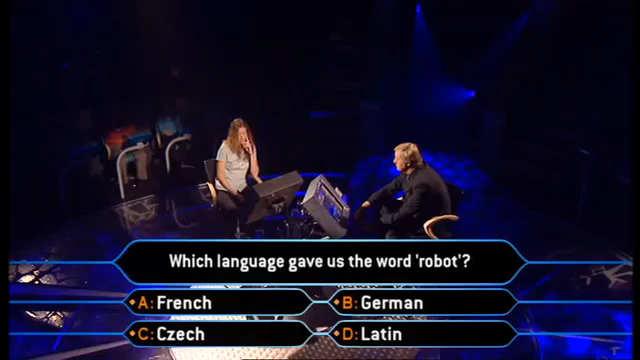 Which language gave us the word 'robot'?
A: French
B: German
C: Czech
D: Latin